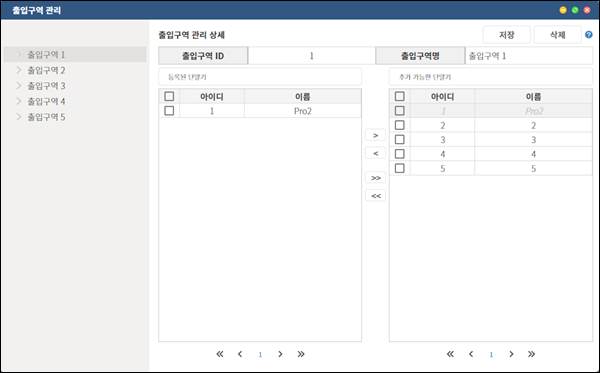 출입구역 관리
출입구역 1
출입구역 2
출입구역 3
출입구역 4
출입구역 5
출입구역 관리 상세
저장 삭제 ?
출입구역 ID 1 출입구역명 출입구역 1
등록된 단말기
아이디 이름
1 Pro2
>
<
>>
<<
추가 가능한 단말기
아이디 이름
1 Pro2
2 2
3 3
4 4
5 5
« < 1 > »
« < 1 > »